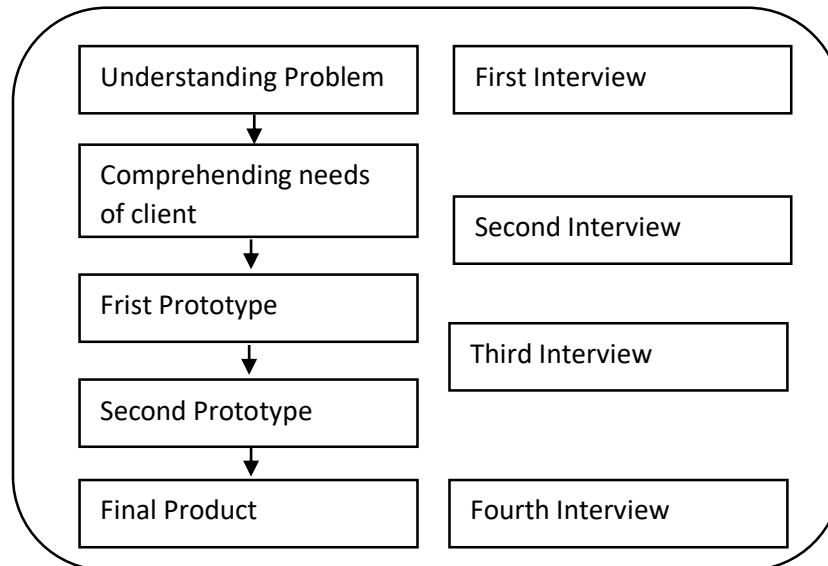 Understanding Problem
First Interview
Comprehending needs
of client
Second Interview
Frist Prototype
Third Interview
Second Prototype
Final Product
Fourth Interview